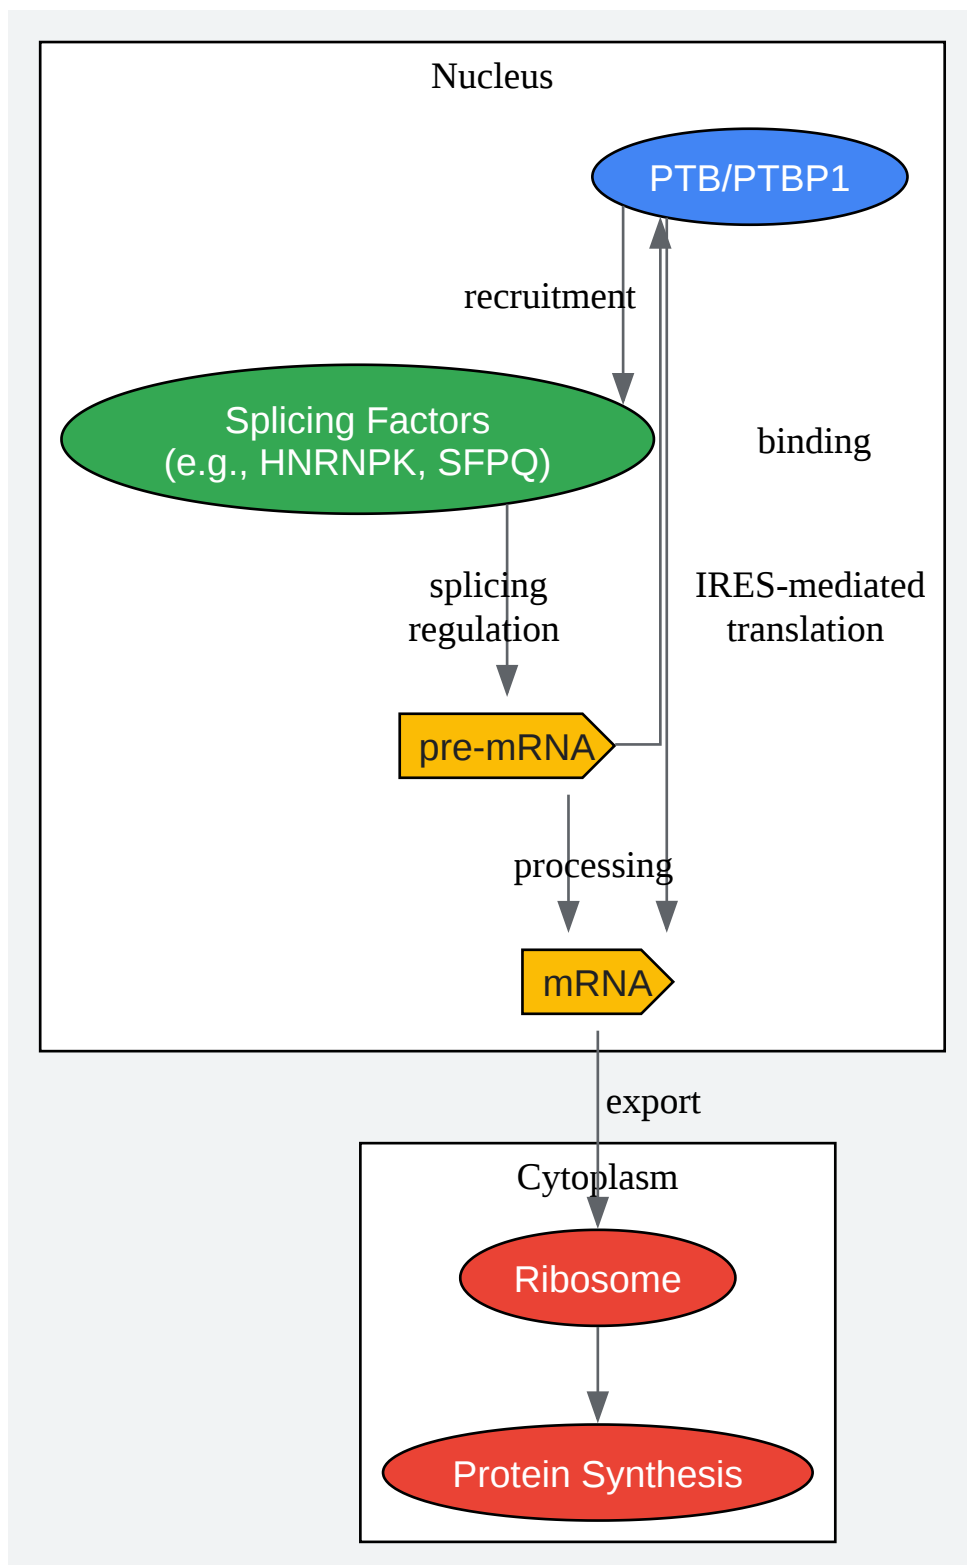 Nucleus
PTB/PTBP1
recruitment
Splicing Factors
(e.g., HNRNPK, SFPQ)
binding
splicing
regulation
IRES-mediated
translation
pre-mRNA
processing
mRNA
export
Cytoplasm
Ribosome
Protein Synthesis